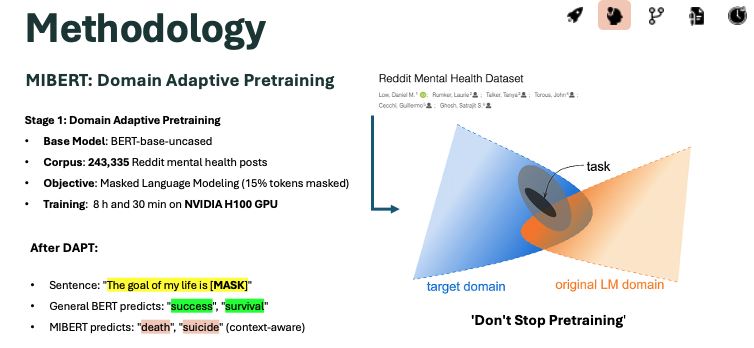 Methodology
MIBERT: Domain Adaptive Pretraining
Stage 1: Domain Adaptive Pretraining
• Base Model: BERT-base-uncased
• Corpus: 243,335 Reddit mental health posts
• Objective: Masked Language Modeling (15% tokens masked)
• Training: 8 h and 30 min on NVIDIA H100 GPU
After DAPT:
• Sentence: "The goal of my life is [MASK]"
• General BERT predicts: "success", "survival"
• MIBERT predicts: "death", "suicide" (context-aware)
Reddit Mental Health Dataset
Low, Daniel M.; Rumker, Laurie; Talker, Tanya; Torous, John;
Cecchi, Guillermo; Ghosh, Satrajit S.
task
target domain
original LM domain
'Don't Stop Pretraining'